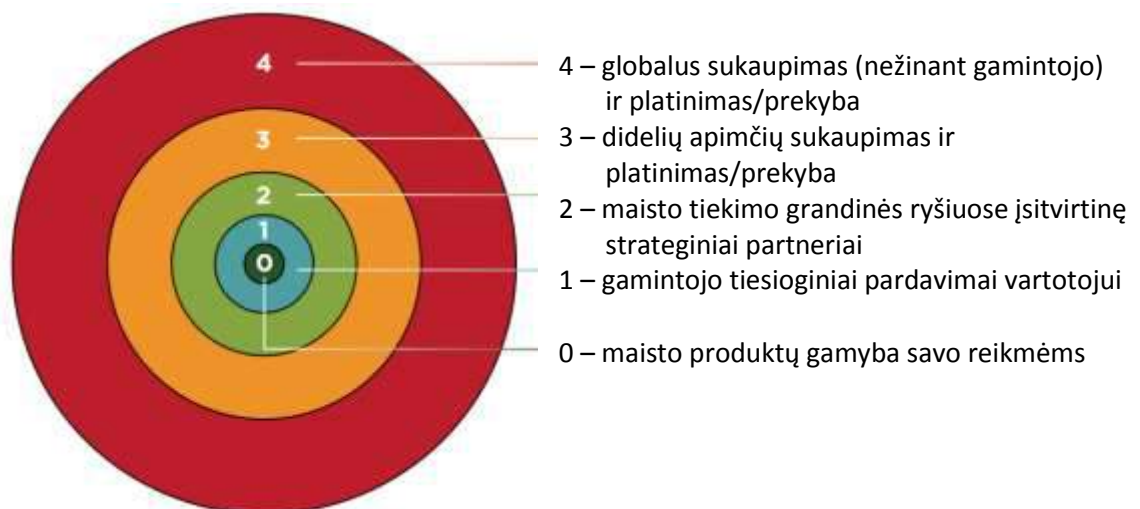 4
3
2
1
0
4 – globalus sukaupimas (nežinant gamintojo)
ir platinimas/prekyba
3 – didelių apimčių sukaupimas ir
platinimas/prekyba
2 – maisto tiekimo grandinės ryšiuose įsitvirtinę
strateginiai partneriai
1 – gamintojo tiesioginiai pardavimai vartotojui
0 – maisto produktų gamyba savo reikmėms